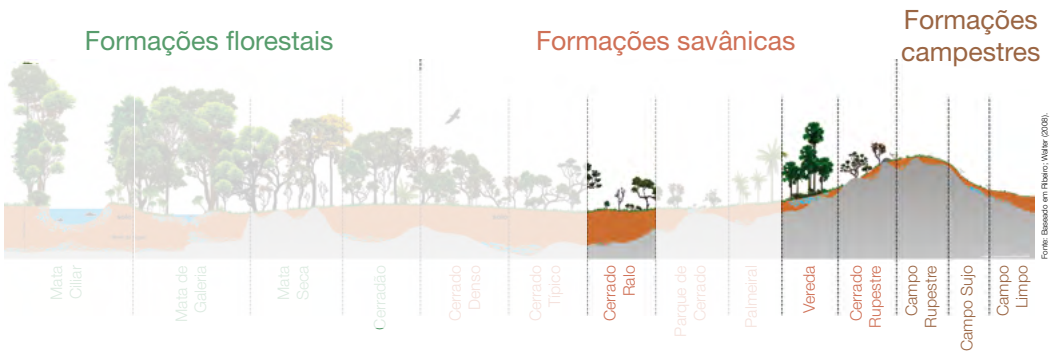 Formações florestais
Formações savânicas
Formações
campestres
Mata
Ciliar
Mata de
Galeria
Mata
Seca
Cerradão
Cerrado
Denso
Cerrado
Típico
Cerrado
Ralo
Parque de
Cerrado
Palmeiral
Vereda
Cerrado
Rupestre
Campo
Rupestre
Campo Sujo
Campo
Limpo
Fonte: Baseado em Ribeiro; Walter (2008).